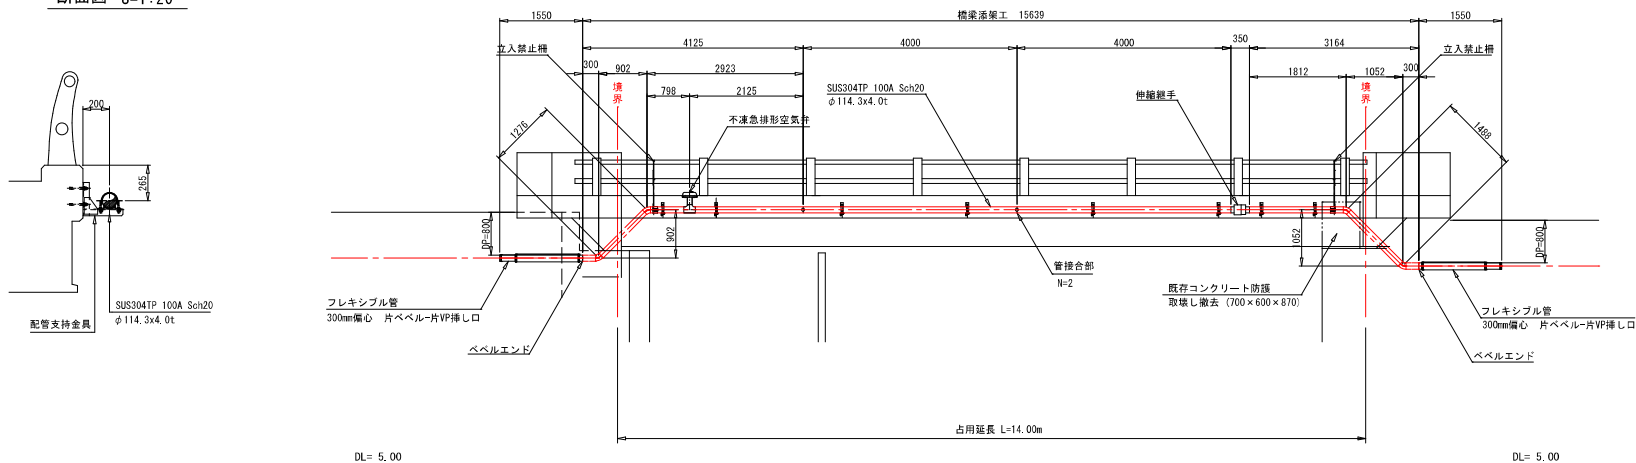 断面図 S=1:20
1550
橋梁添架工 15639
1550
4125
4000
4000
350
3164
立入禁止柵
立入禁止柵
300
902
2923
1812
1052
300
境界
境界
798
2125
SUS304TP 100A Sch20
φ114.3x4.0t
伸縮継手
不凍急排形空気弁
1276
1488
200
265
DP=800
902
1052
DP=800
管接合部
N=2
既存コンクリート防護
取壊し撤去 (700×600×870)
フレキシブル管
300mm偏心 片ベベル-片VP挿し口
フレキシブル管
300mm偏心 片ベベル-片VP挿し口
SUS304TP 100A Sch20
φ114.3x4.0t
配管支持金具
ベベルエンド
ベベルエンド
占用延長 L=14.00m
DL= 5.00
DL= 5.00